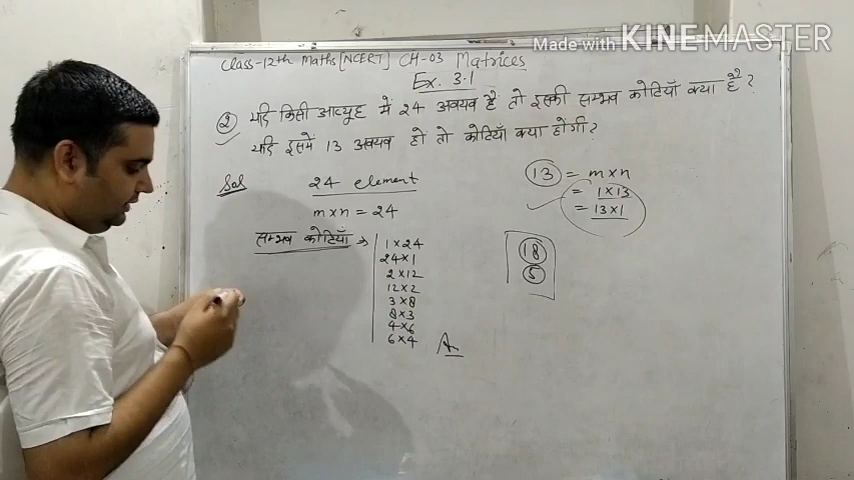 Made with KINEMASTER
Class-12th Maths [NCERT] CH-03 Matrices
Ex. 3.1
② यदि किसी आव्यूह में 24 अवयव हैं तो इसकी सम्भव कोटियाँ क्या हैं?
यदि इसमें 13 अवयव हो तो कोटियाँ क्या होंगी?
Sol
24 element
m×n = 24
सम्भव कोटियाँ ⇒
1×24
24×1
2×12
12×2
3×8
8×3
4×6
6×4
A
13 = m×n
= 1×13
= 13×1
18
5